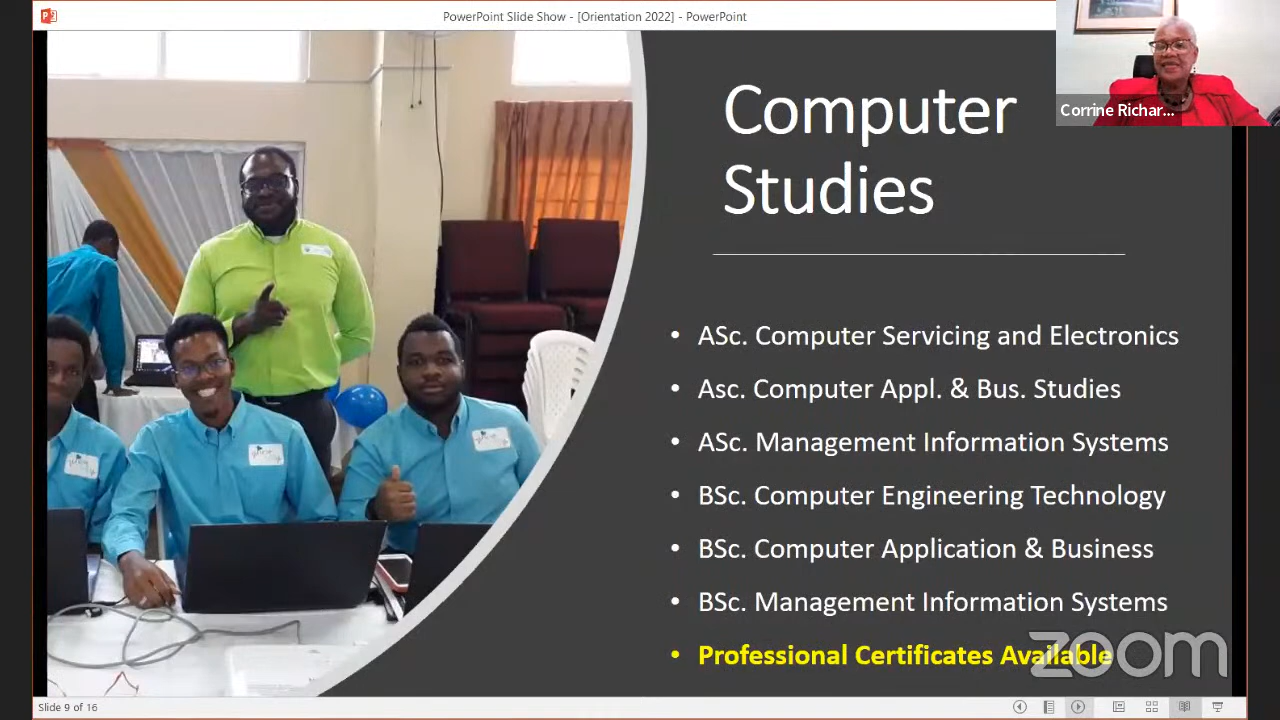 PowerPoint Slide Show - [Orientation 2022] - PowerPoint
Corrine Richar...
Computer
Studies
• ASc. Computer Servicing and Electronics
• Asc. Computer Appl. & Bus. Studies
• ASc. Management Information Systems
• BSc. Computer Engineering Technology
• BSc. Computer Application & Business
• BSc. Management Information Systems
• Professional Certificates Available
zoom
Slide 9 of 16